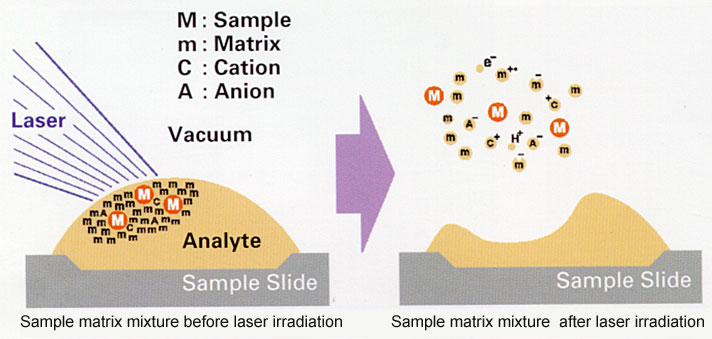 M : Sample
m : Matrix
C : Cation
A : Anion
Laser
Vacuum
m m m m m
m m m M m m
m m m m C m m
m A m m m M m
m M m m m m
m m m A m
m m C m m
m m m m
Analyte
Sample Slide
Sample matrix mixture before laser irradiation
e⁻
m m⁺• m⁻ m
M m ⁺C
M
m A⁻ m M
m C⁺ H⁺ A⁻
m m⁻ m
Sample Slide
Sample matrix mixture after laser irradiation